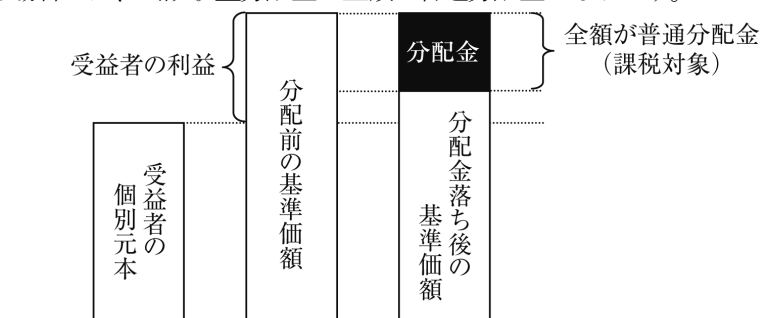 受益者の利益
分配金
全額が普通分配金
（課税対象）
受益者の
個別元本
分配前の基準価額
分配金落ち後の
基準価額